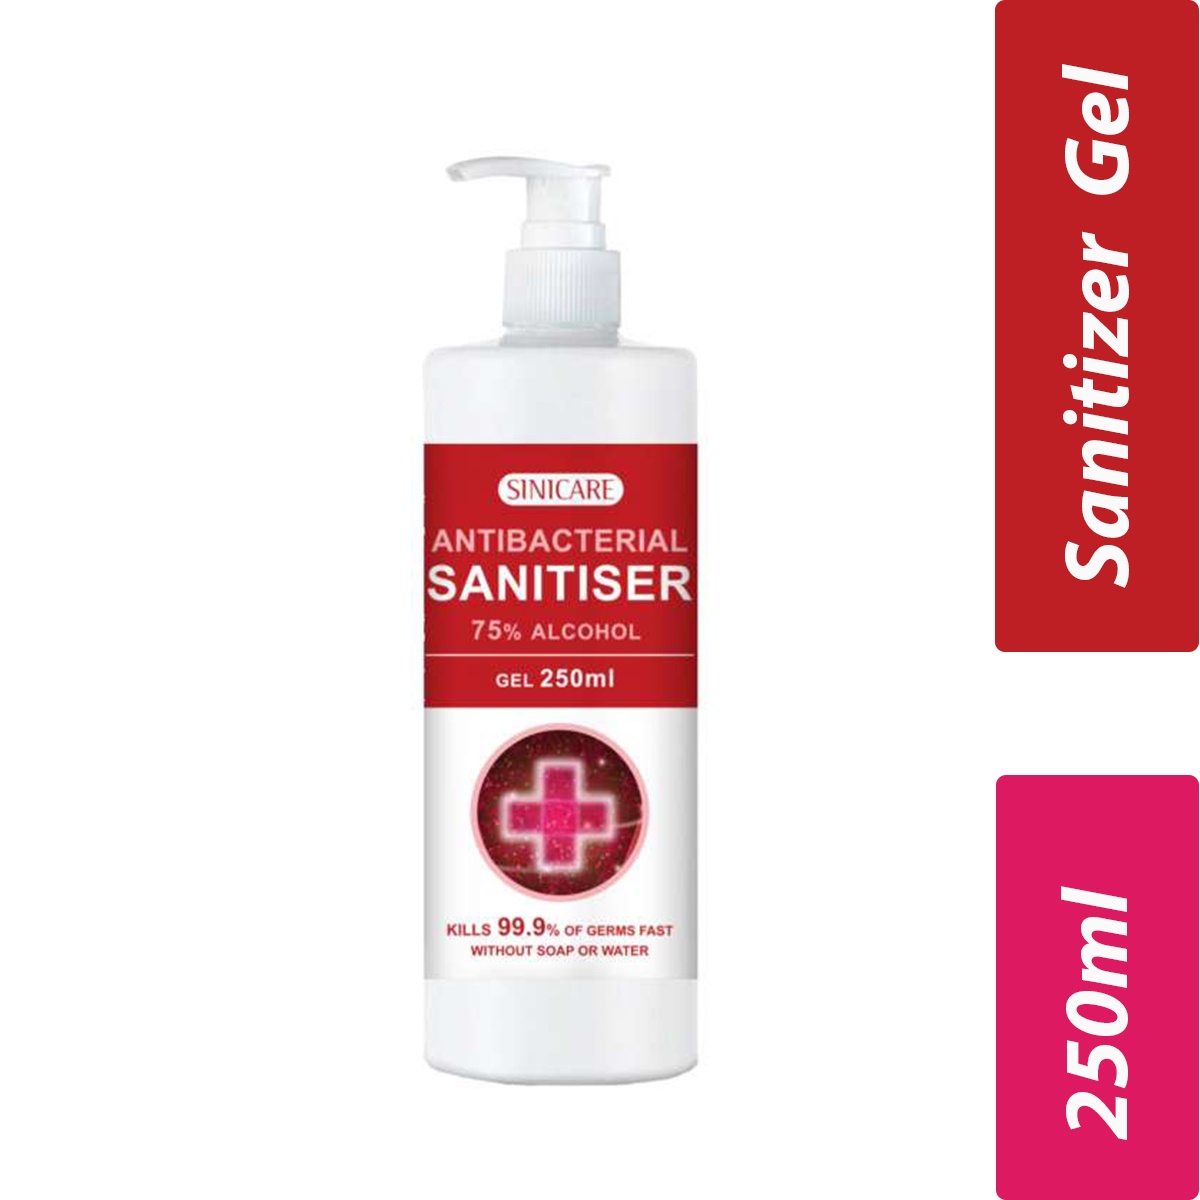 SINICARE
ANTIBACTERIAL
SANITISER
75% ALCOHOL
GEL 250ml
KILLS 99.9% OF GERMS FAST
WITHOUT SOAP OR WATER
Sanitizer Gel
250ml